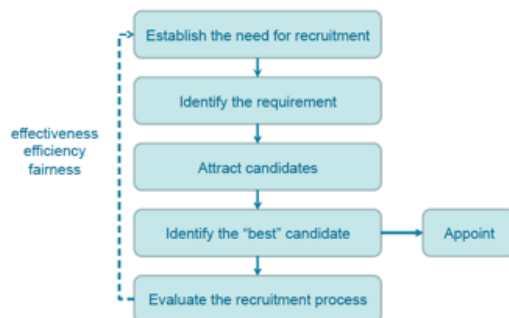 Establish the need for recruitment
Identify the requirement
effectiveness
efficiency
fairness
Attract candidates
Identify the “best” candidate
Appoint
Evaluate the recruitment process